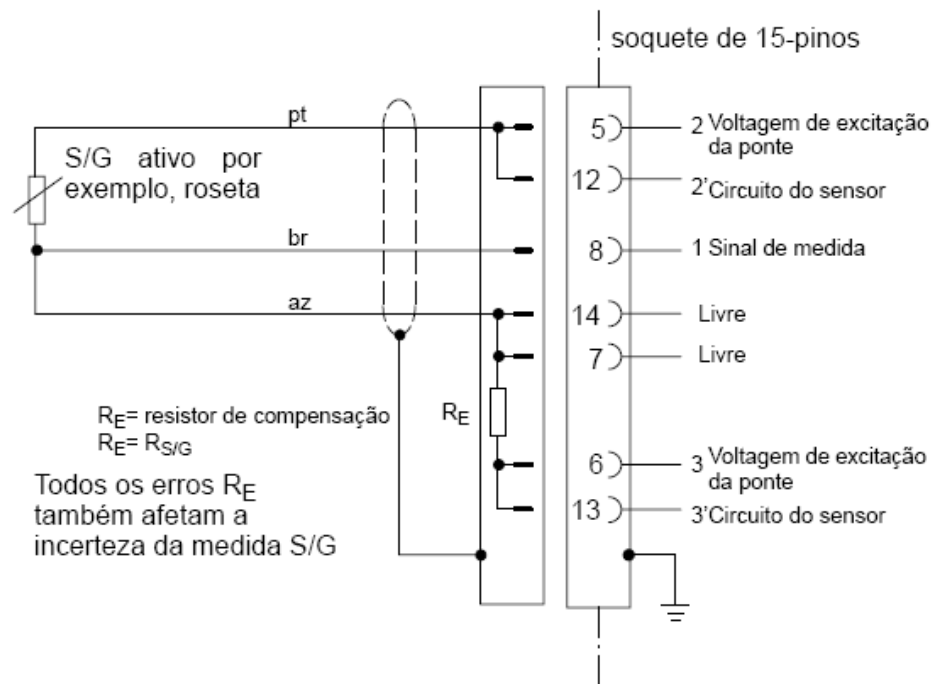 soquete de 15-pinos
pt
S/G ativo por
exemplo, roseta
br
az
R_E= resistor de compensação
R_E= R_S/G
Todos os erros R_E
também afetam a
incerteza da medida S/G
R_E
5
2 Voltagem de excitação
da ponte
12
2' Circuito do sensor
8
1 Sinal de medida
14
Livre
7
Livre
6
3 Voltagem de excitação
da ponte
13
3' Circuito do sensor